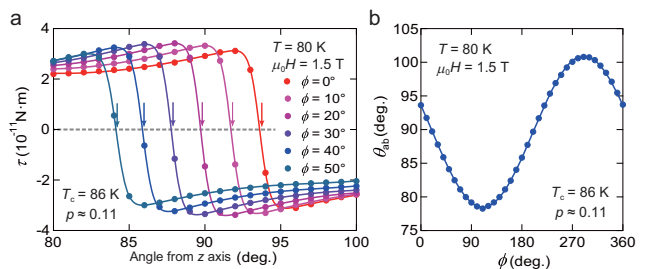 a
4
2
0
-2
-4
τ (10⁻¹¹N·m)
80
85
90
95
100
Angle from z axis (deg.)
T = 80 K
μ₀H = 1.5 T
ϕ = 0°
ϕ = 10°
ϕ = 20°
ϕ = 30°
ϕ = 40°
ϕ = 50°
T_c = 86 K
p ≈ 0.11
b
105
100
95
90
85
80
75
θ_ab (deg.)
0
90
180
270
360
ϕ (deg.)
T = 80 K
μ₀H = 1.5 T
T_c = 86 K
p ≈ 0.11